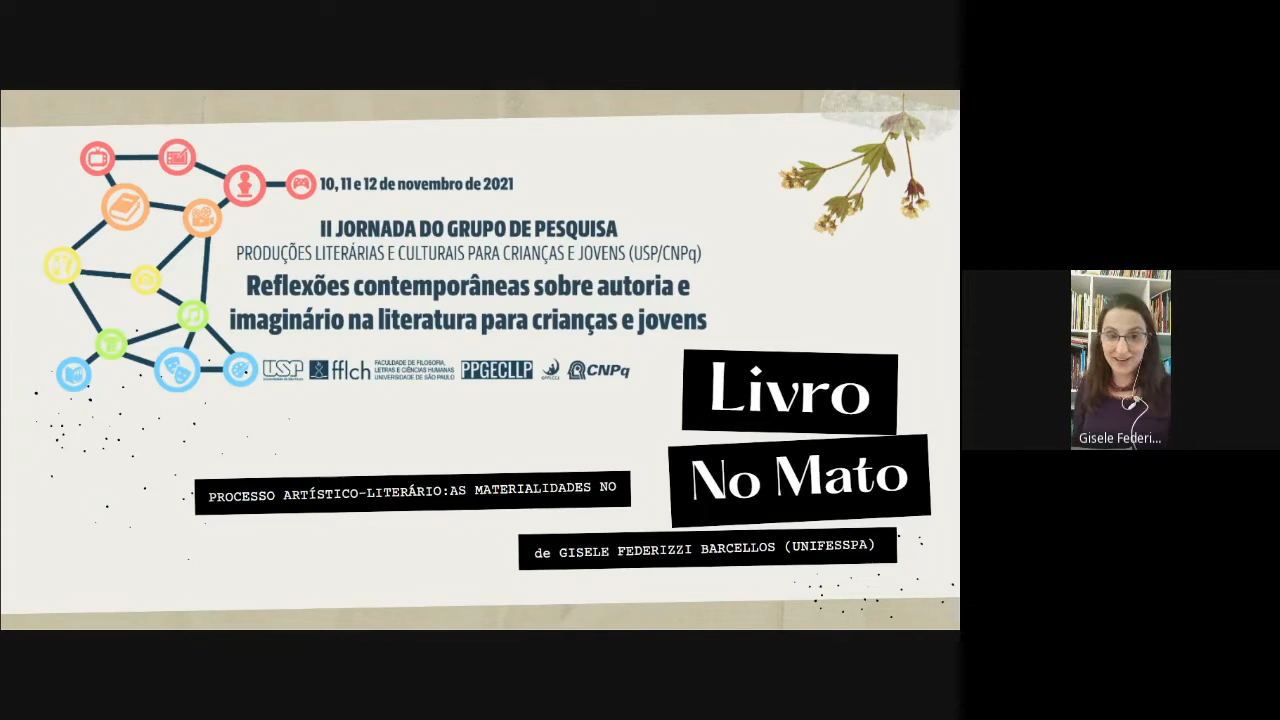 10, 11 e 12 de novembro de 2021
II JORNADA DO GRUPO DE PESQUISA
PRODUÇÕES LITERÁRIAS E CULTURAIS PARA CRIANÇAS E JOVENS (USP/CNPq)
Reflexões contemporâneas sobre autoria e
imaginário na literatura para crianças e jovens
USP fflch FACULDADE DE FILOSOFIA, PPGECLLP CNPq
LETRAS E CIÊNCIAS HUMANAS
UNIVERSIDADE DE SÃO PAULO
Livro
No Mato
PROCESSO ARTÍSTICO-LITERÁRIO:AS MATERIALIDADES NO
de GISELE FEDERIZZI BARCELLOS (UNIFESSPA)
Gisele Federi...